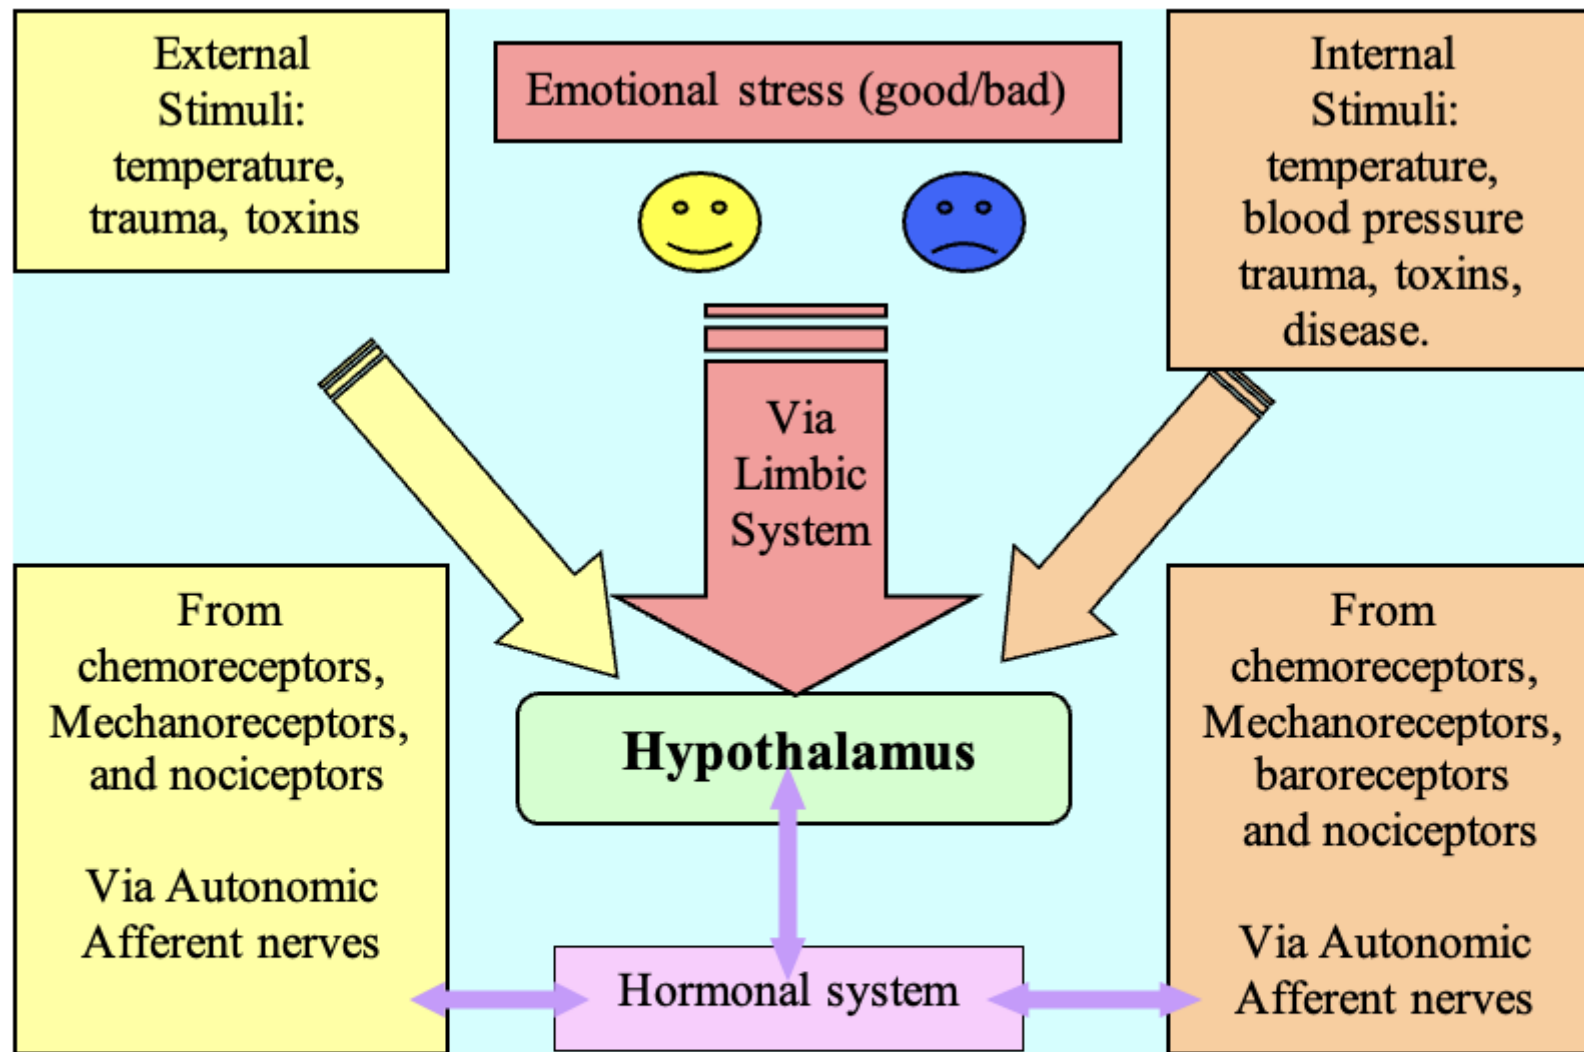 External
Stimuli:
temperature,
trauma, toxins
Emotional stress (good/bad)
Internal
Stimuli:
temperature,
blood pressure
trauma, toxins,
disease.
Via
Limbic
System
From
chemoreceptors,
Mechanoreceptors,
and nociceptors
Via Autonomic
Afferent nerves
Hypothalamus
Hormonal system
From
chemoreceptors,
Mechanoreceptors,
baroreceptors
and nociceptors
Via Autonomic
Afferent nerves